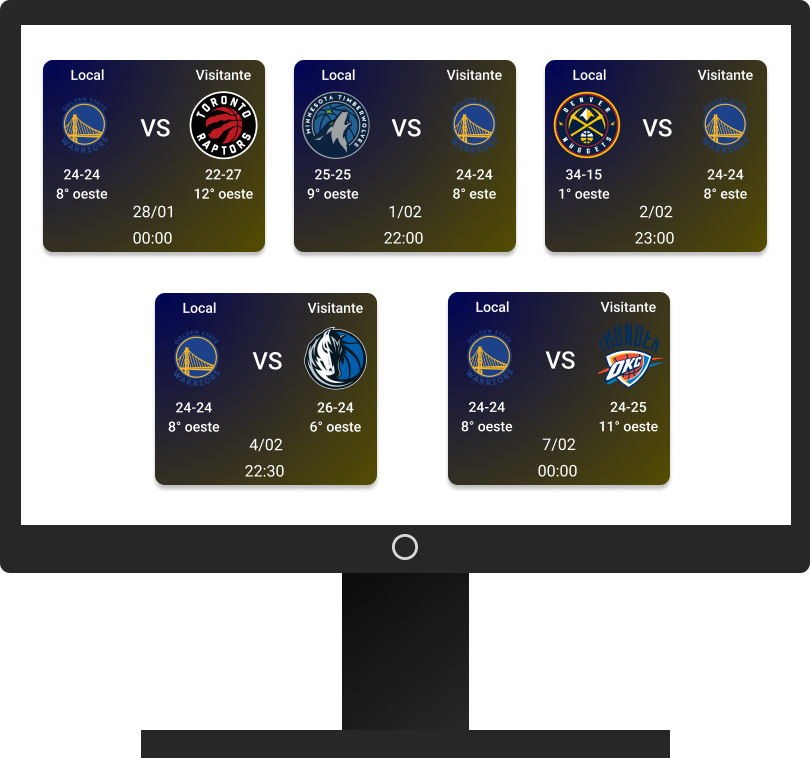 Local Visitante
GOLDEN STATE WARRIORS
VS
TORONTO RAPTORS
24-24 22-27
8° oeste 12° oeste
28/01
00:00
Local Visitante
MINNESOTA TIMBERWOLVES
VS
GOLDEN STATE WARRIORS
25-25 24-24
9° oeste 8° este
1/02
22:00
Local Visitante
DENVER NUGGETS
VS
GOLDEN STATE WARRIORS
34-15 24-24
1° oeste 8° este
2/02
23:00
Local Visitante
GOLDEN STATE WARRIORS
VS
24-24 26-24
8° oeste 6° oeste
4/02
22:30
Local Visitante
GOLDEN STATE WARRIORS
VS
THUNDER
OKC
24-24 24-25
8° oeste 11° oeste
7/02
00:00